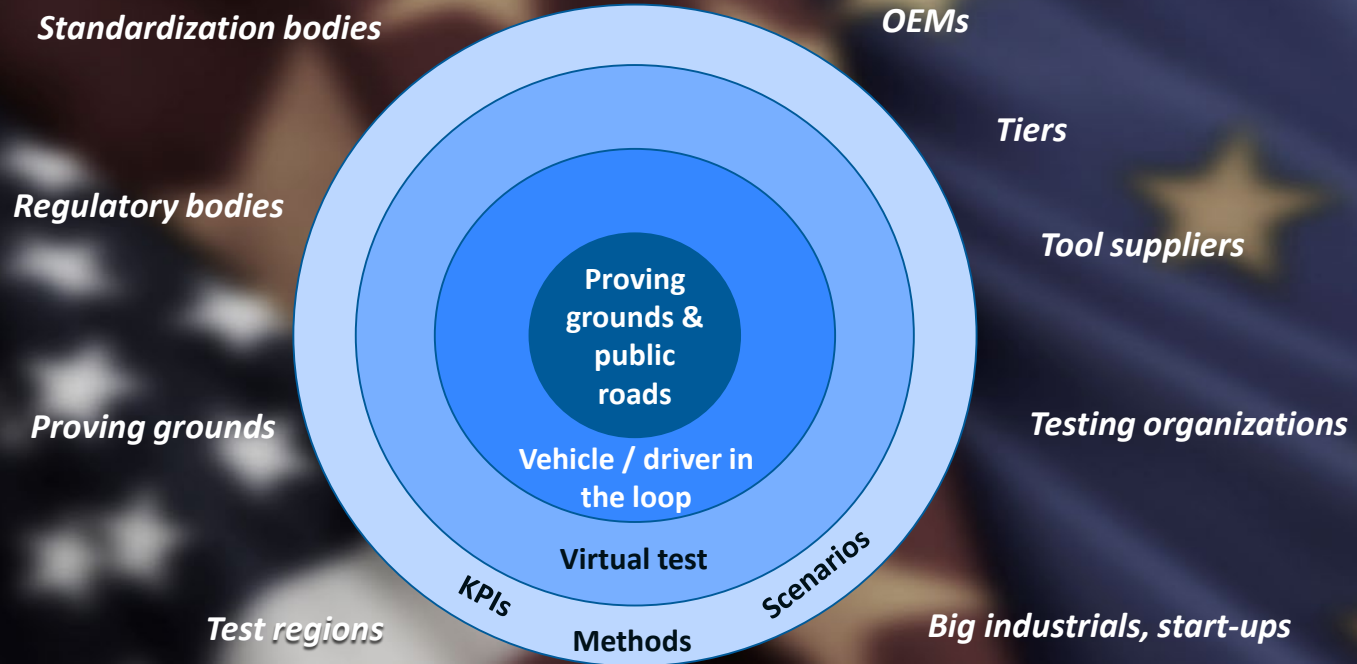 Standardization bodies
OEMs
Tiers
Regulatory bodies
Tool suppliers
Proving
grounds &
public
roads
Proving grounds
Testing organizations
Vehicle / driver in
the loop
Virtual test
KPIs
Scenarios
Methods
Test regions
Big industrials, start-ups